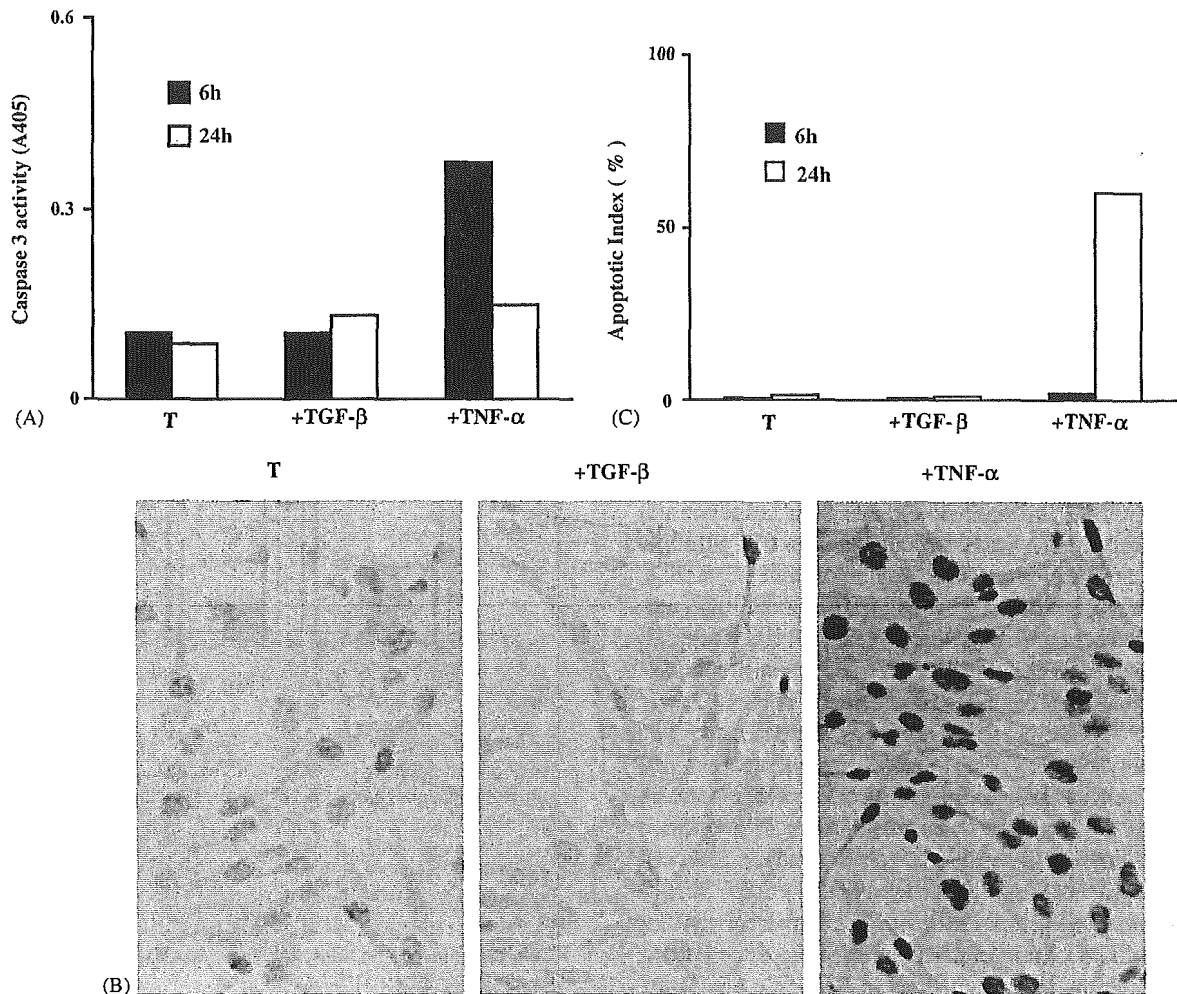 0.6
0.3
0
Caspase 3 activity (A405)
6h
24h
T
+TGF-β
+TNF-α
(A)
100
50
0
Apoptotic Index ( % )
6h
24h
T
+TGF-β
+TNF-α
(C)
T
+TGF-β
+TNF-α
(B)